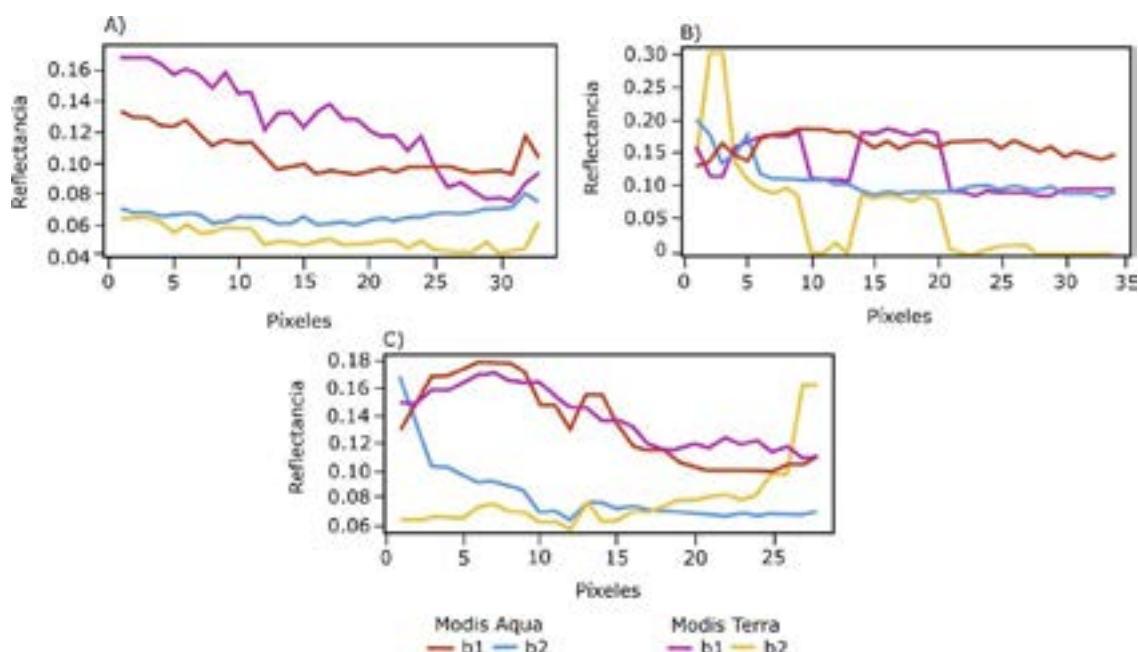 A)
0.16
0.14
0.12
0.10
0.08
0.06
0.04
0 5 10 15 20 25 30
Reflectancia
Píxeles
B)
0.30
0.25
0.20
0.15
0.10
0.05
0
0 5 10 15 20 25 30 35
Reflectancia
Píxeles
C)
0.18
0.16
0.14
0.12
0.10
0.08
0.06
0 5 10 15 20 25
Reflectancia
Píxeles
Modis Aqua Modis Terra
b1 b2 b1 b2